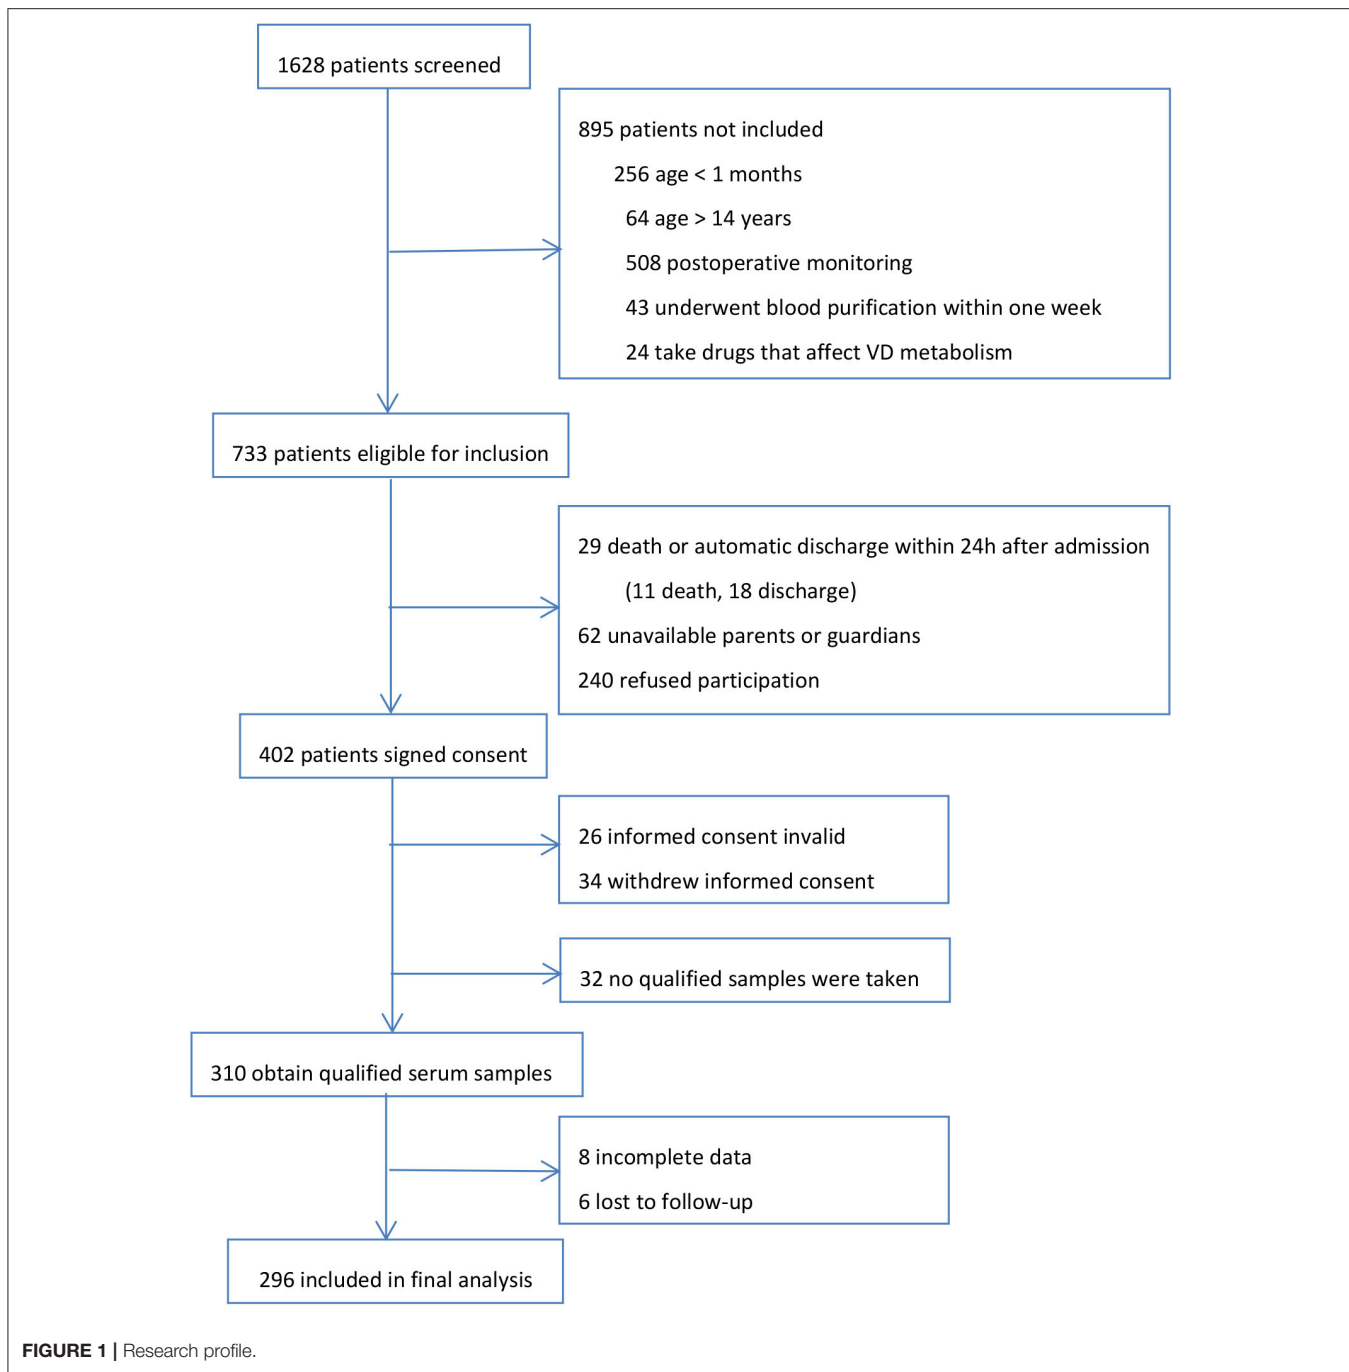 1628 patients screened
895 patients not included
256 age < 1 months
64 age > 14 years
508 postoperative monitoring
43 underwent blood purification within one week
24 take drugs that affect VD metabolism
733 patients eligible for inclusion
29 death or automatic discharge within 24h after admission
(11 death, 18 discharge)
62 unavailable parents or guardians
240 refused participation
402 patients signed consent
26 informed consent invalid
34 withdrew informed consent
32 no qualified samples were taken
310 obtain qualified serum samples
8 incomplete data
6 lost to follow-up
296 included in final analysis
FIGURE 1 | Research profile.